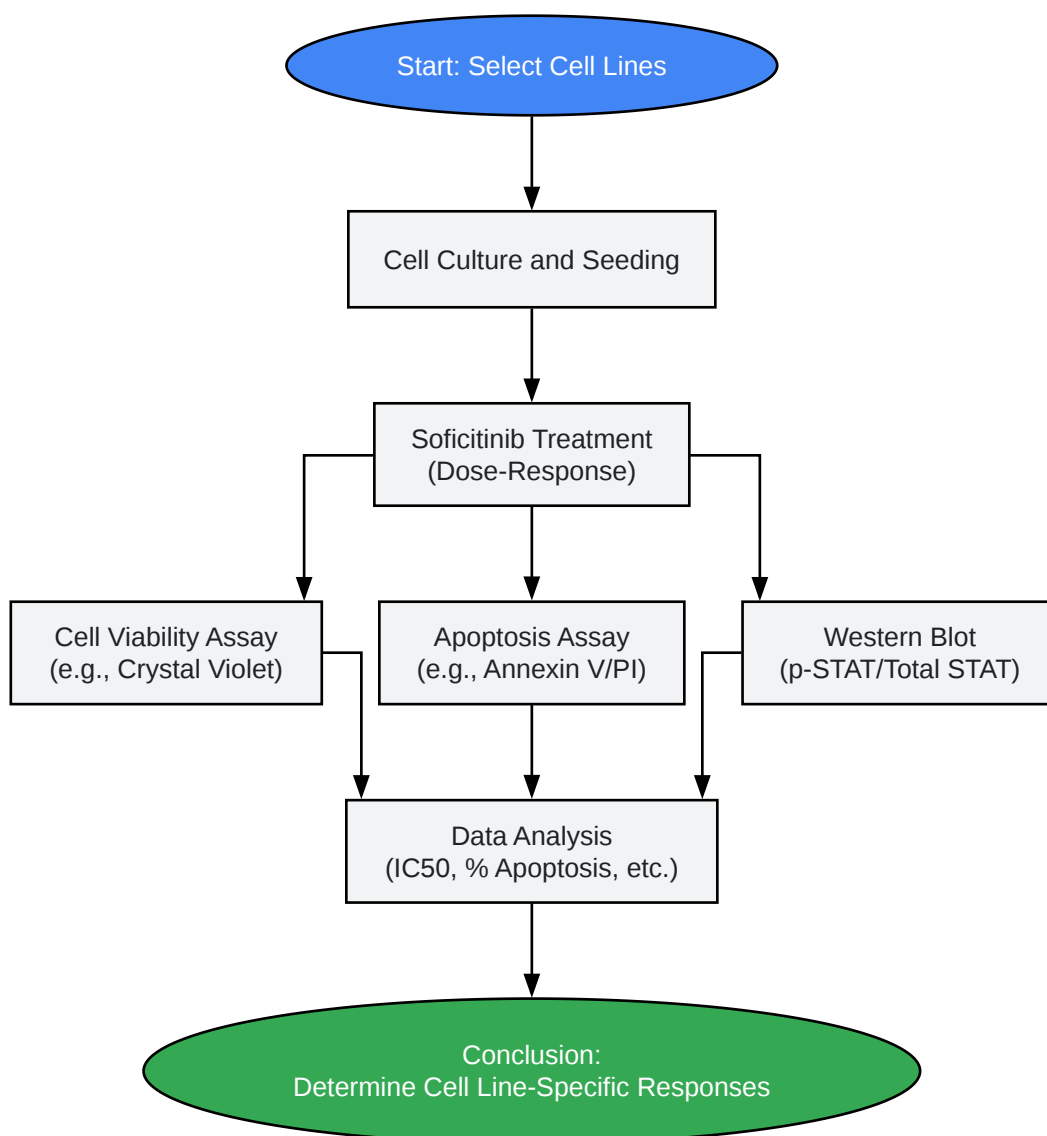 Start: Select Cell Lines
Cell Culture and Seeding
Soficitinib Treatment
(Dose-Response)
Cell Viability Assay
(e.g., Crystal Violet)
Apoptosis Assay
(e.g., Annexin V/PI)
Western Blot
(p-STAT/Total STAT)
Data Analysis
(IC50, % Apoptosis, etc.)
Conclusion:
Determine Cell Line-Specific Responses